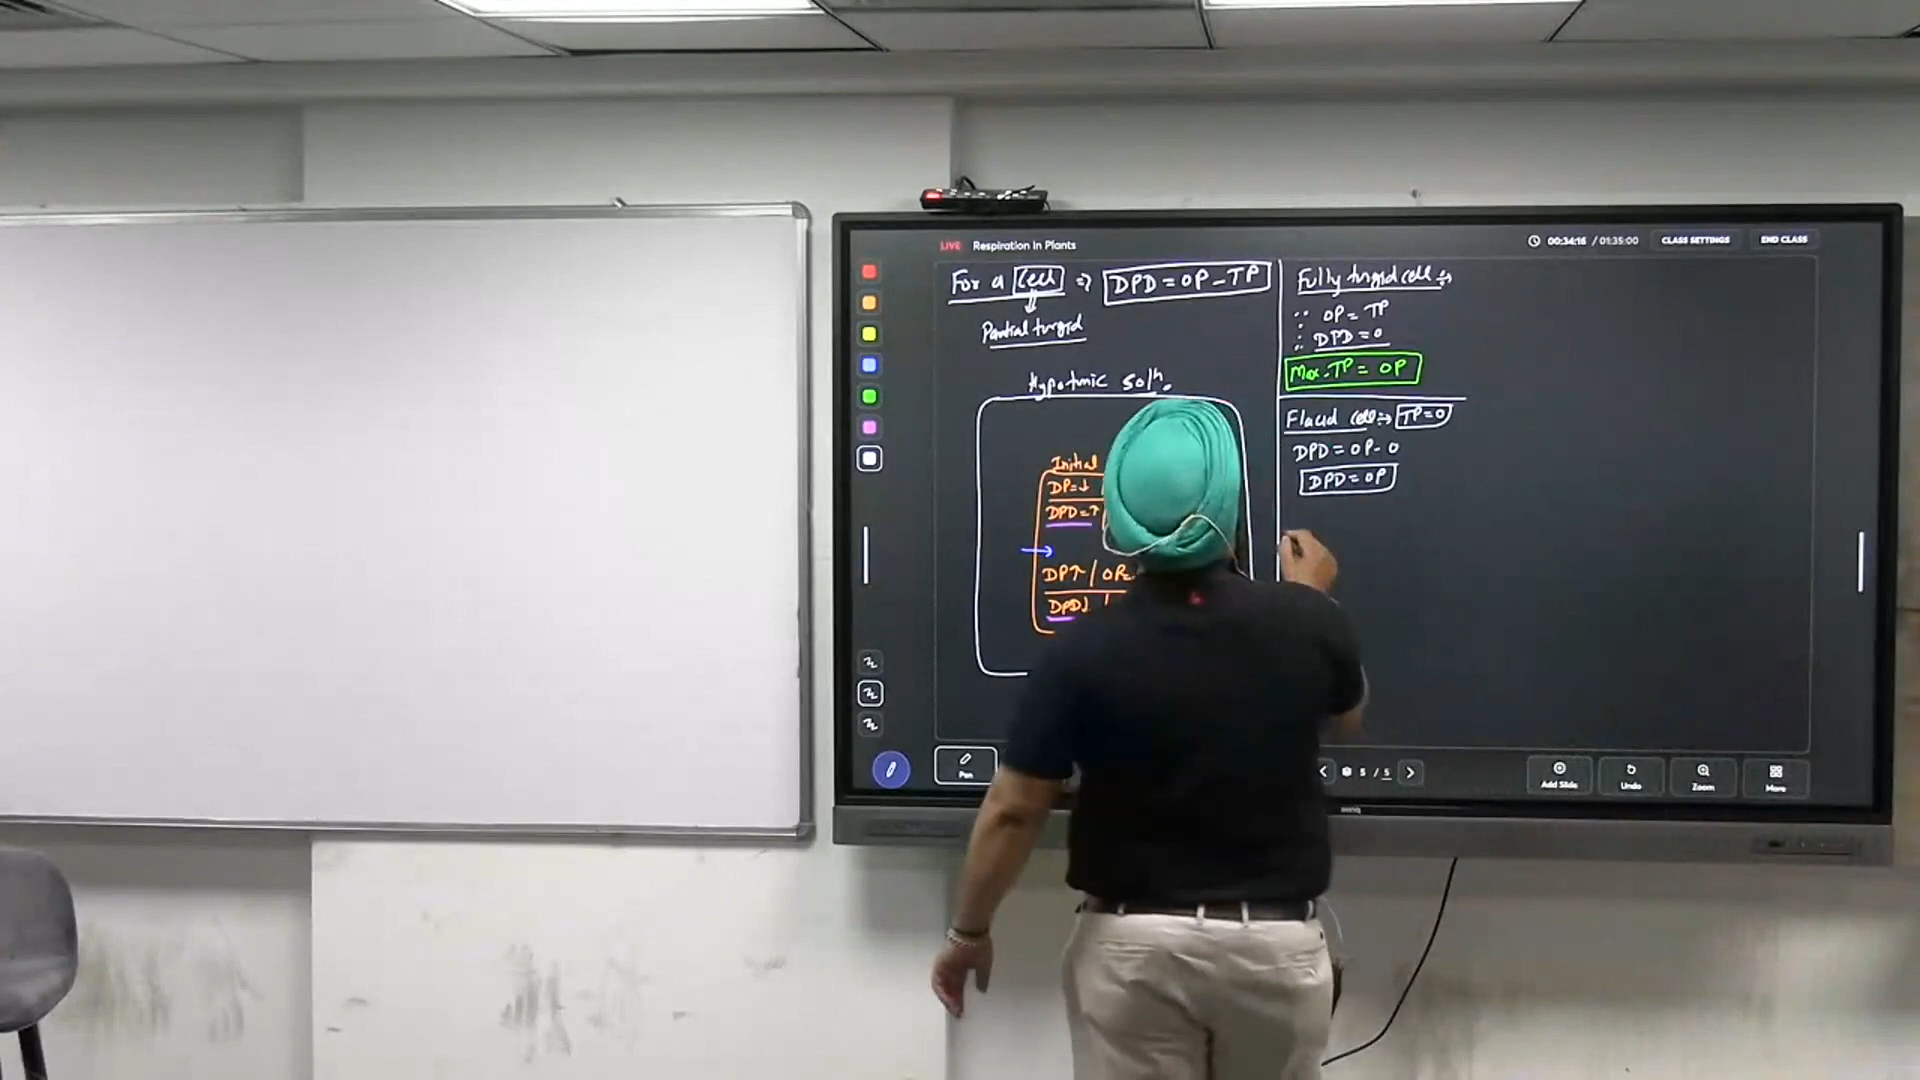 LIVE Respiration In Plants
00:34:16 / 01:35:00
CLASS SETTINGS
END CLASS
For a cell => DPD = OP - TP
Partial turgid
Hypotonic Soln.
Initial
DP=↓
DPD=↑
DP↑ / OP
DPD↓ /
Fully turgid cell :→
∵ OP = TP
∴ DPD = 0
Max. TP = OP
Flacid cell :→ TP=0
DPD = OP - 0
DPD = OP
Pen
5 / 5
Add Slide
Undo
Zoom
More
BenQ